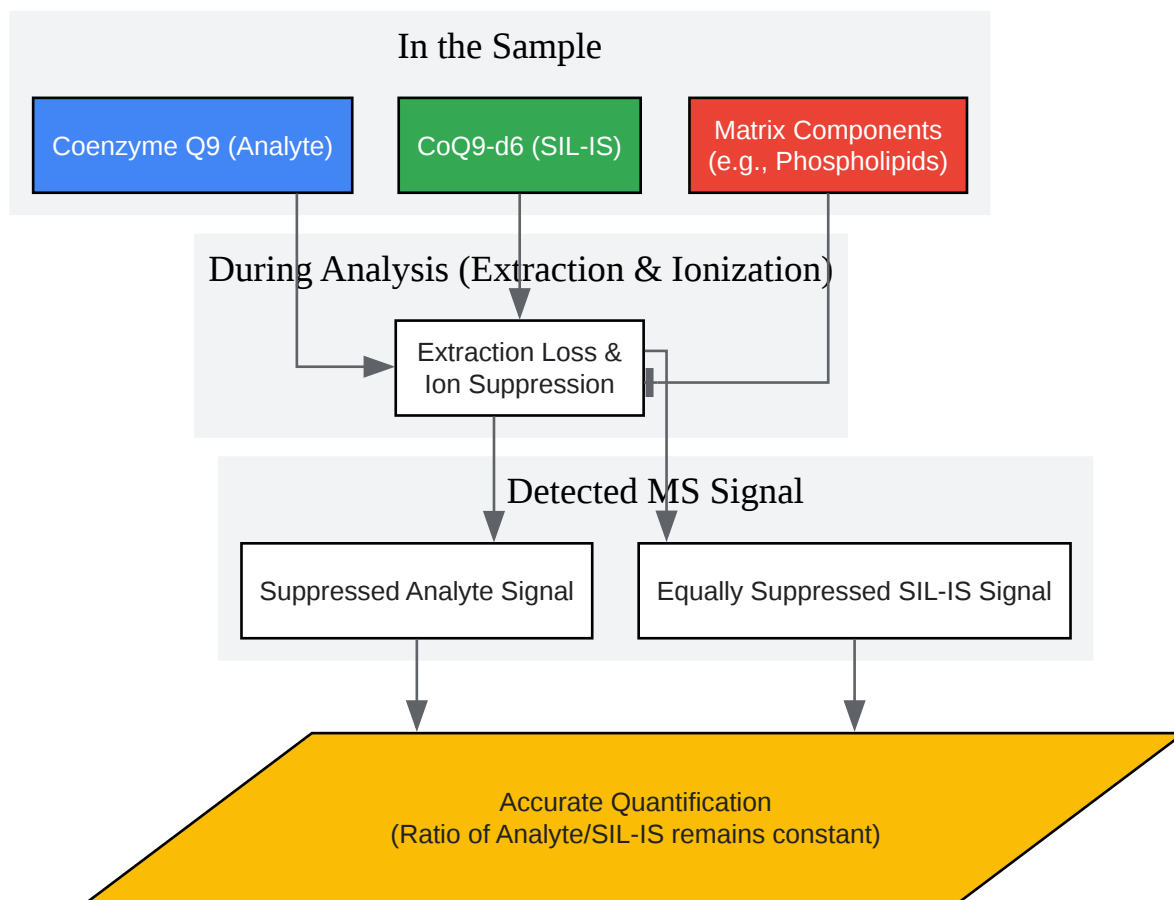 In the Sample
Coenzyme Q9 (Analyte)
CoQ9-d6 (SIL-IS)
Matrix Components
(e.g., Phospholipids)
During Analysis (Extraction & Ionization)
Extraction Loss &
Ion Suppression
Detected MS Signal
Suppressed Analyte Signal
Equally Suppressed SIL-IS Signal
Accurate Quantification
(Ratio of Analyte/SIL-IS remains constant)